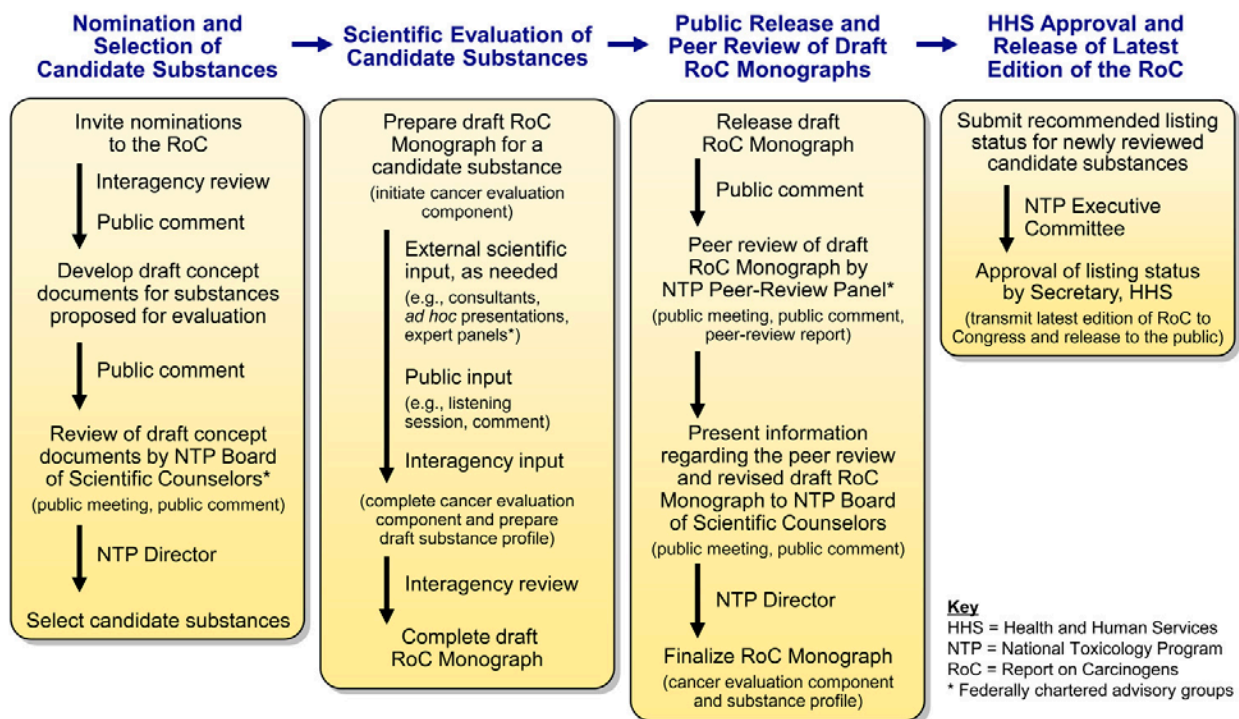 Nomination and
Selection of
Candidate Substances
Invite nominations
to the RoC
Interagency review
Public comment
Develop draft concept
documents for substances
proposed for evaluation
Public comment
Review of draft concept
documents by NTP Board
of Scientific Counselors*
(public meeting, public comment)
NTP Director
Select candidate substances
Scientific Evaluation of
Candidate Substances
Prepare draft RoC
Monograph for a
candidate substance
(initiate cancer evaluation
component)
External scientific
input, as needed
(e.g., consultants,
ad hoc presentations,
expert panels*)
Public input
(e.g., listening
session, comment)
Interagency input
(complete cancer evaluation
component and prepare
draft substance profile)
Interagency review
Complete draft
RoC Monograph
Public Release and
Peer Review of Draft
RoC Monographs
Release draft
RoC Monograph
Public comment
Peer review of draft
RoC Monograph by
NTP Peer-Review Panel*
(public meeting, public comment,
peer-review report)
Present information
regarding the peer review
and revised draft RoC
Monograph to NTP Board
of Scientific Counselors
(public meeting, public comment)
NTP Director
Finalize RoC Monograph
(cancer evaluation component
and substance profile)
HHS Approval and
Release of Latest
Edition of the RoC
Submit recommended listing
status for newly reviewed
candidate substances
NTP Executive
Committee
Approval of listing status
by Secretary, HHS
(transmit latest edition of RoC to
Congress and release to the public)
Key
HHS = Health and Human Services
NTP = National Toxicology Program
RoC = Report on Carcinogens
* Federally chartered advisory groups